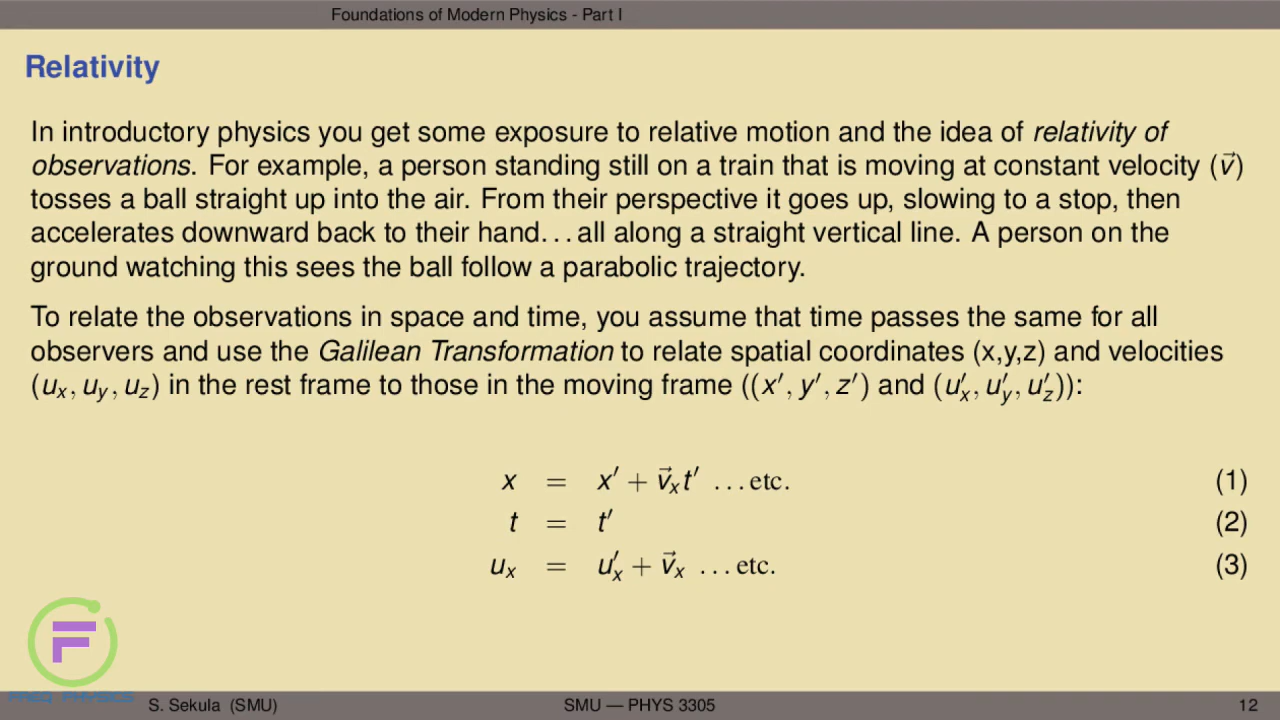 Foundations of Modern Physics - Part I
Relativity
In introductory physics you get some exposure to relative motion and the idea of relativity of
observations. For example, a person standing still on a train that is moving at constant velocity (v⃗)
tosses a ball straight up into the air. From their perspective it goes up, slowing to a stop, then
accelerates downward back to their hand. . . all along a straight vertical line. A person on the
ground watching this sees the ball follow a parabolic trajectory.
To relate the observations in space and time, you assume that time passes the same for all
observers and use the Galilean Transformation to relate spatial coordinates (x,y,z) and velocities
(uₓ, u_y, u_z) in the rest frame to those in the moving frame ((x′, y′, z′) and (u′ₓ, u′_y, u′_z)):
x = x′ + v⃗ₓt′ . . . etc. (1)
t = t′ (2)
uₓ = u′ₓ + v⃗ₓ . . . etc. (3)
F
FREQ PHYSICS
S. Sekula (SMU) SMU — PHYS 3305 12